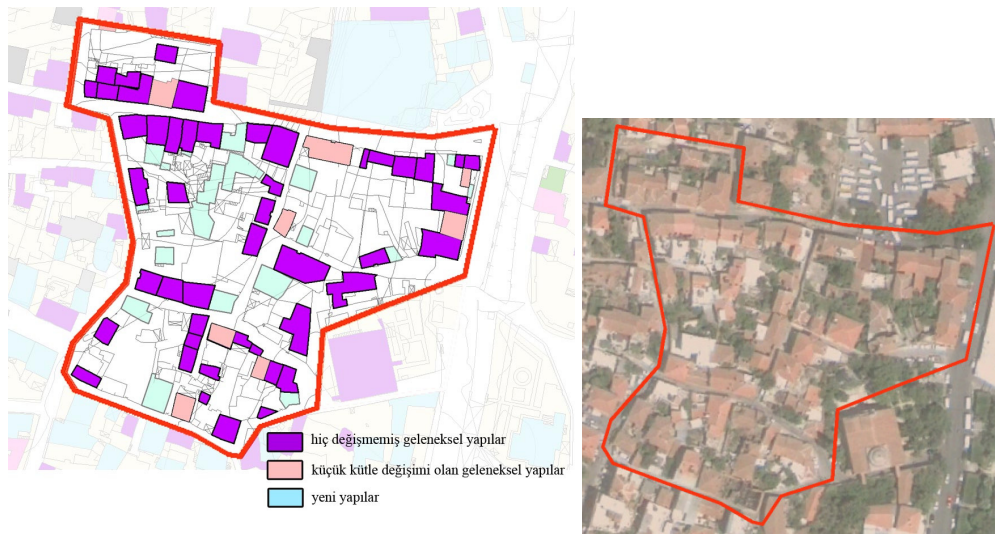 hiç değişmemiş geleneksel yapılar
küçük kütle değişimi olan geleneksel yapılar
yeni yapılar